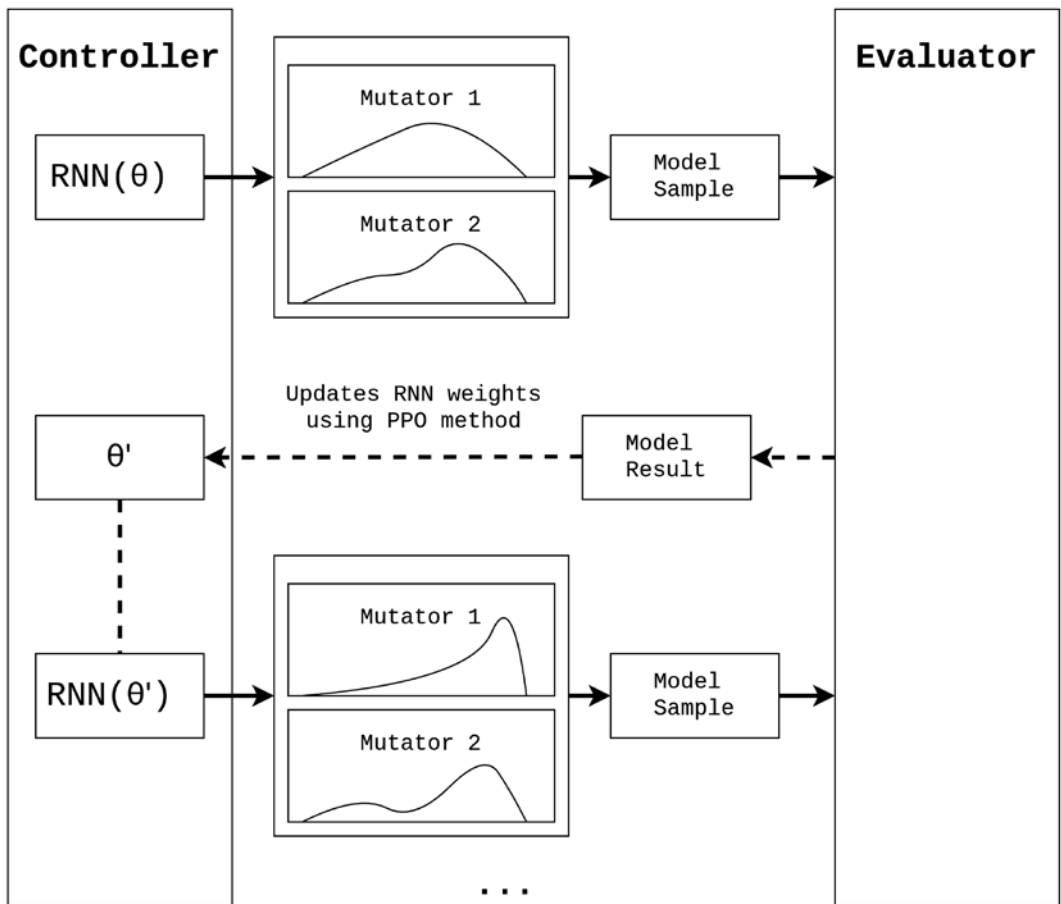 Controller
Evaluator
Mutator 1
RNN(θ)
Model
Sample
Mutator 2
Updates RNN weights
using PPO method
θ'
Model
Result
Mutator 1
RNN(θ')
Model
Sample
Mutator 2
...